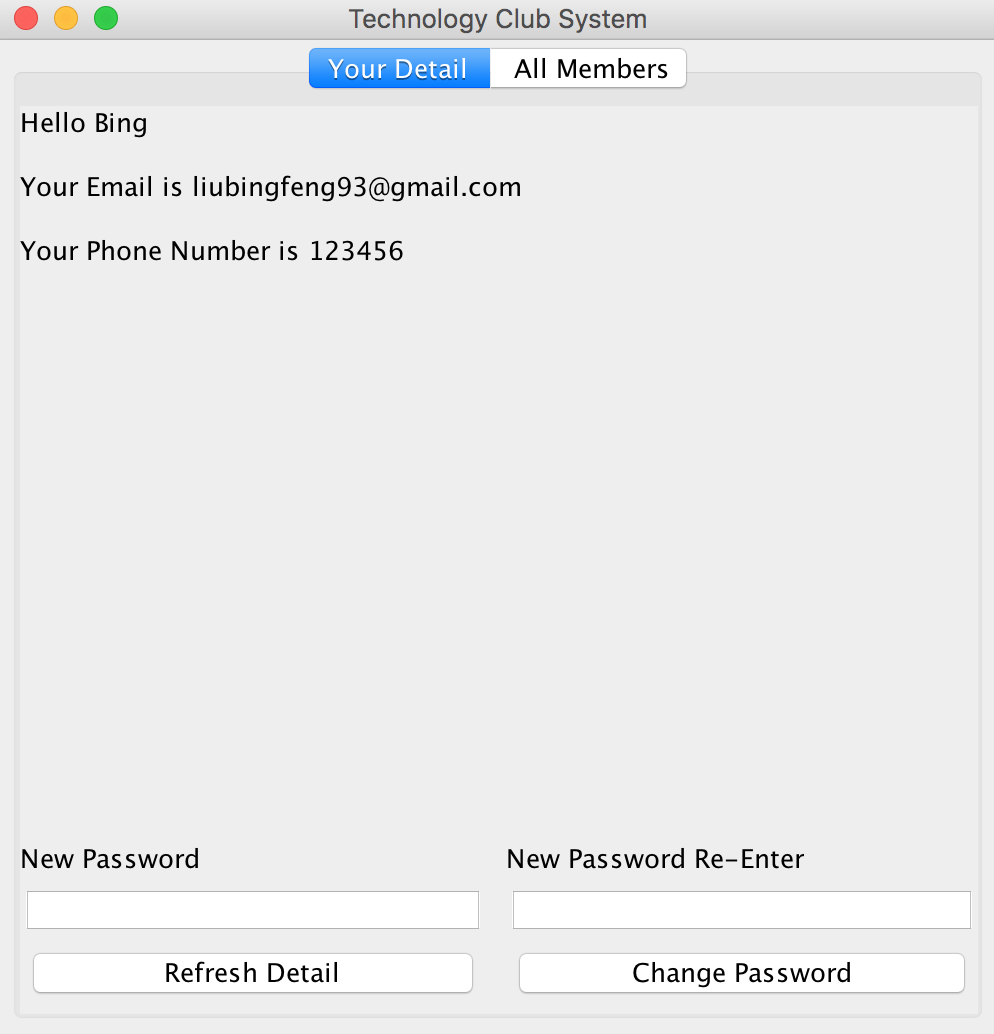 Technology Club System
Your Detail All Members
Hello Bing
Your Email is liubingfeng93@gmail.com
Your Phone Number is 123456
New Password New Password Re-Enter
Refresh Detail Change Password